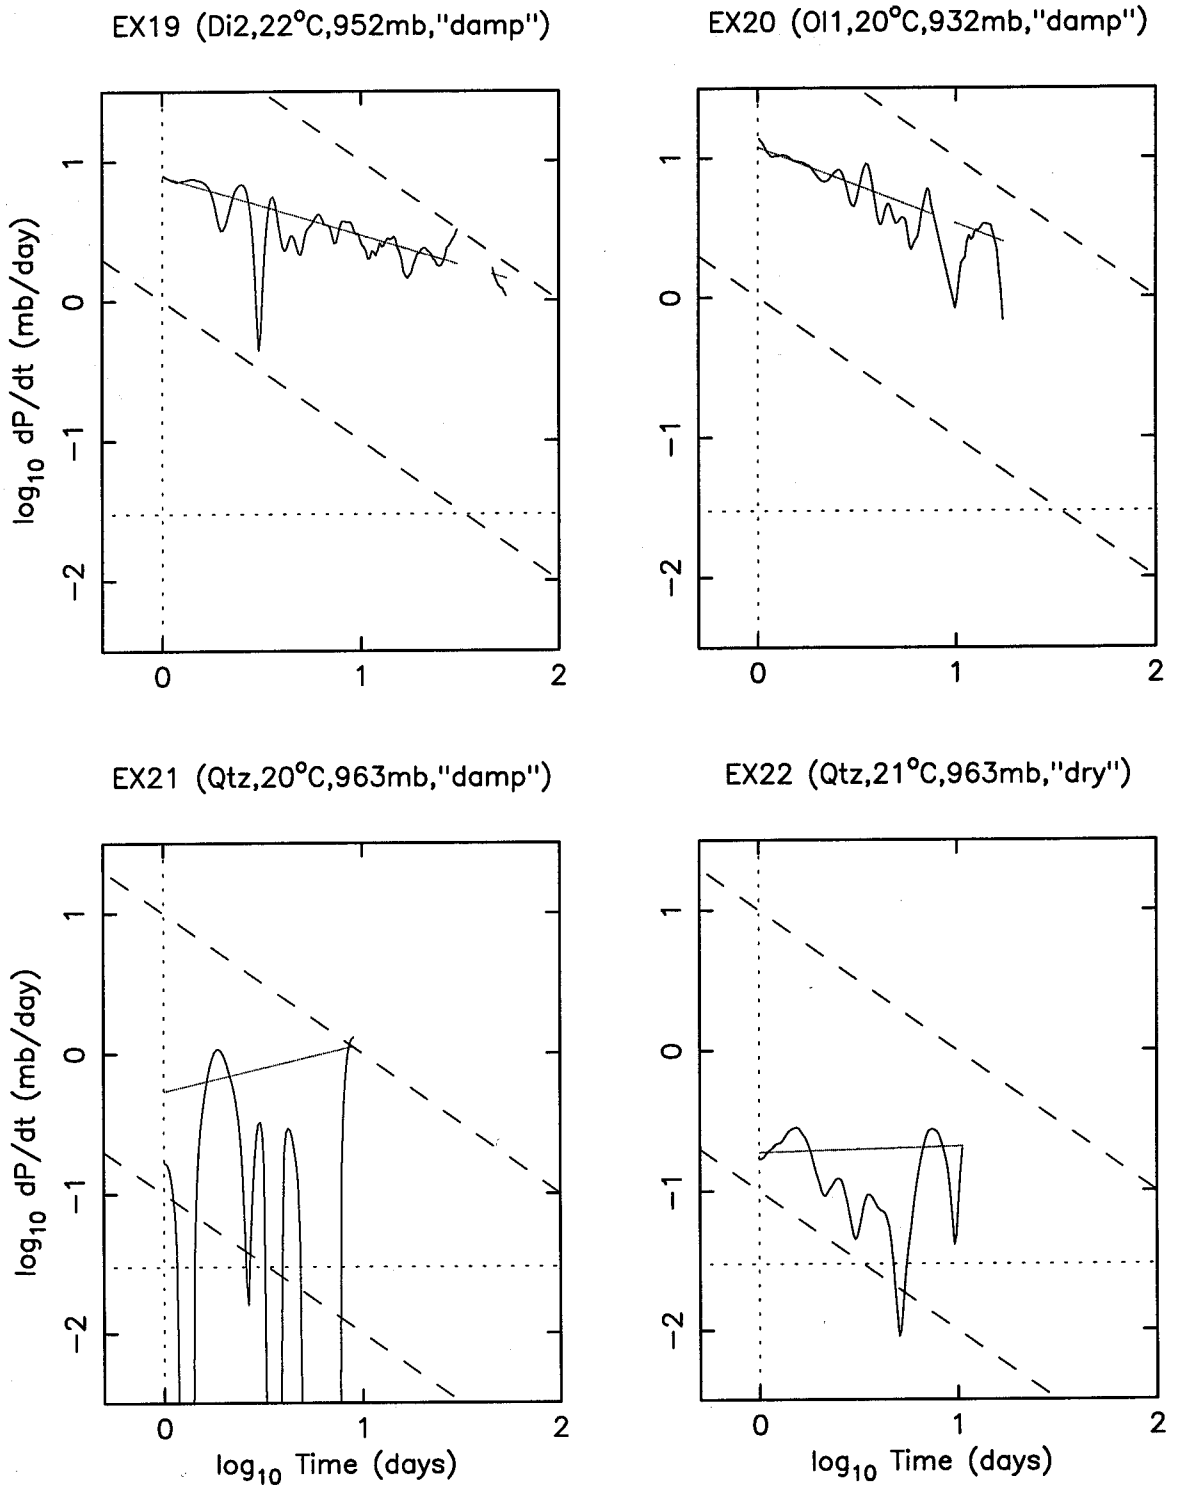 EX19 (Di2,22°C,952mb,"damp")
EX20 (Ol1,20°C,932mb,"damp")
log10 dP/dt (mb/day)
1
0
−1
−2
0 1 2
1
0
−1
−2
0 1 2
EX21 (Qtz,20°C,963mb,"damp")
EX22 (Qtz,21°C,963mb,"dry")
log10 dP/dt (mb/day)
1
0
−1
−2
0 1 2
log10 Time (days)
1
0
−1
−2
0 1 2
log10 Time (days)